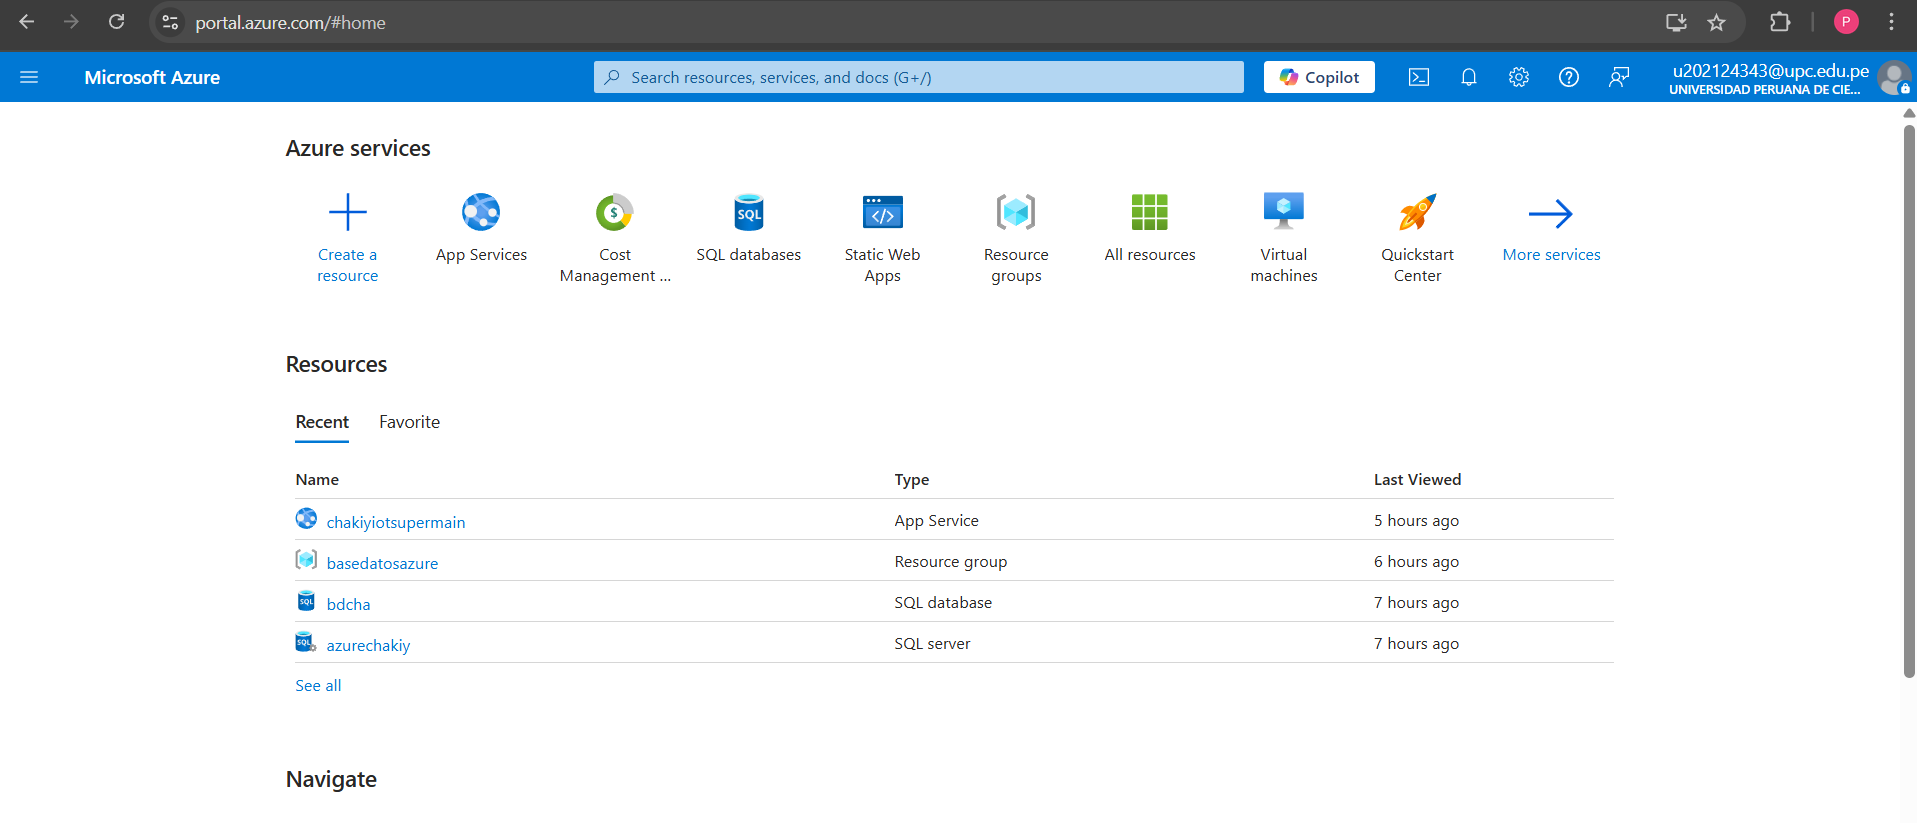 portal.azure.com/#home
P
Microsoft Azure
Search resources, services, and docs (G+/)
Copilot
u202124343@upc.edu.pe
UNIVERSIDAD PERUANA DE CIE...
Azure services
Create a resource
App Services
Cost Management ...
SQL
SQL databases
Static Web Apps
Resource groups
All resources
Virtual machines
Quickstart Center
More services
Resources
Recent Favorite
Name Type Last Viewed
chakiyiotsupermain App Service 5 hours ago
basedatosazure Resource group 6 hours ago
SQL bdcha SQL database 7 hours ago
SQL azurechakiy SQL server 7 hours ago
See all
Navigate